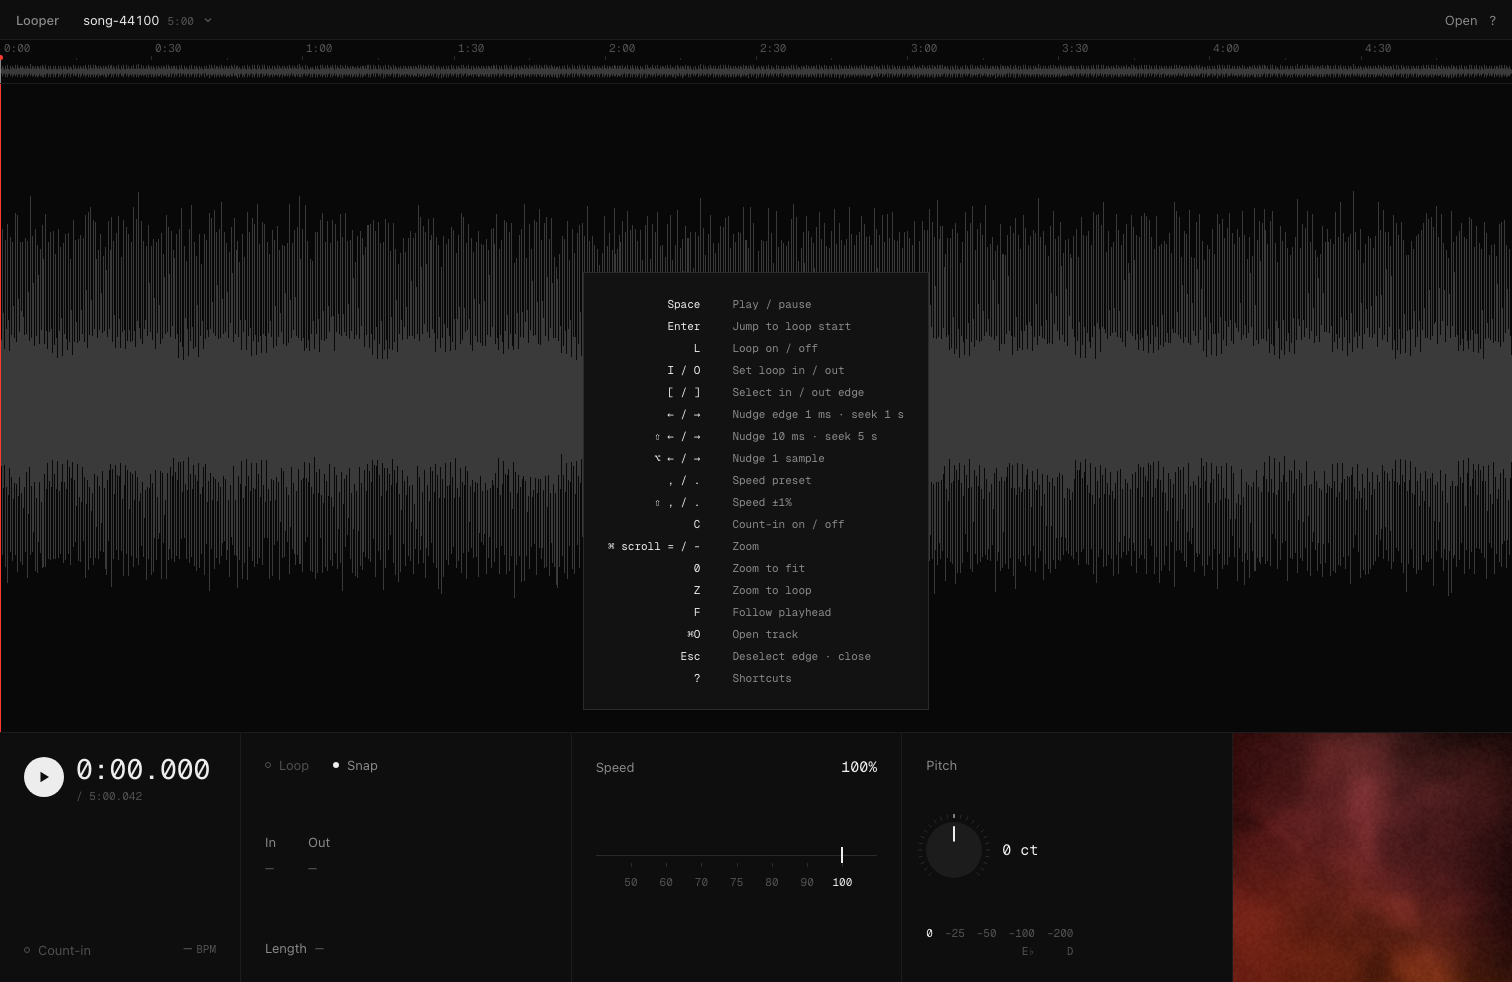 Looper song-44100 5:00 Open ?
0:00 0:30 1:00 1:30 2:00 2:30 3:00 3:30 4:00 4:30
Space Play / pause
Enter Jump to loop start
L Loop on / off
I / O Set loop in / out
[ / ] Select in / out edge
← / → Nudge edge 1 ms · seek 1 s
⇧ ← / → Nudge 10 ms · seek 5 s
⌥ ← / → Nudge 1 sample
, / . Speed preset
⇧ , / . Speed ±1%
C Count-in on / off
⌘ scroll = / - Zoom
0 Zoom to fit
Z Zoom to loop
F Follow playhead
⌘O Open track
Esc Deselect edge · close
? Shortcuts
0:00.000
/ 5:00.042
Count-in — BPM
Loop Snap
In Out
— —
Length —
Speed 100%
50 60 70 75 80 90 100
Pitch
0 ct
0 −25 −50 −100 −200
E♭ D